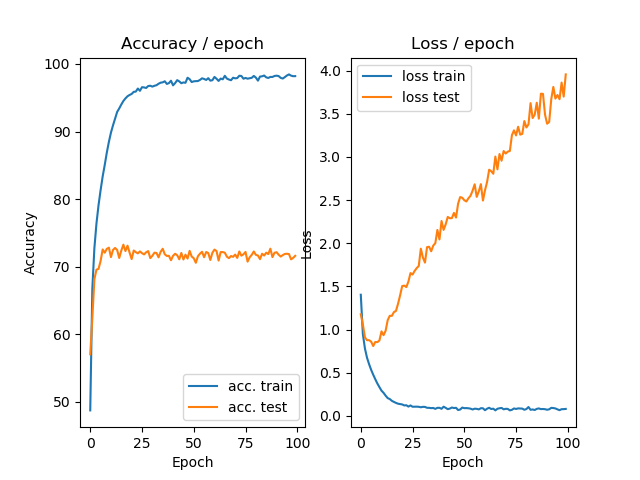 Accuracy / epoch
100
90
80
70
60
50
Accuracy
0 25 50 75 100
Epoch
acc. train
acc. test
Loss / epoch
4.0
3.5
3.0
2.5
2.0
1.5
1.0
0.5
0.0
Loss
0 25 50 75 100
Epoch
loss train
loss test